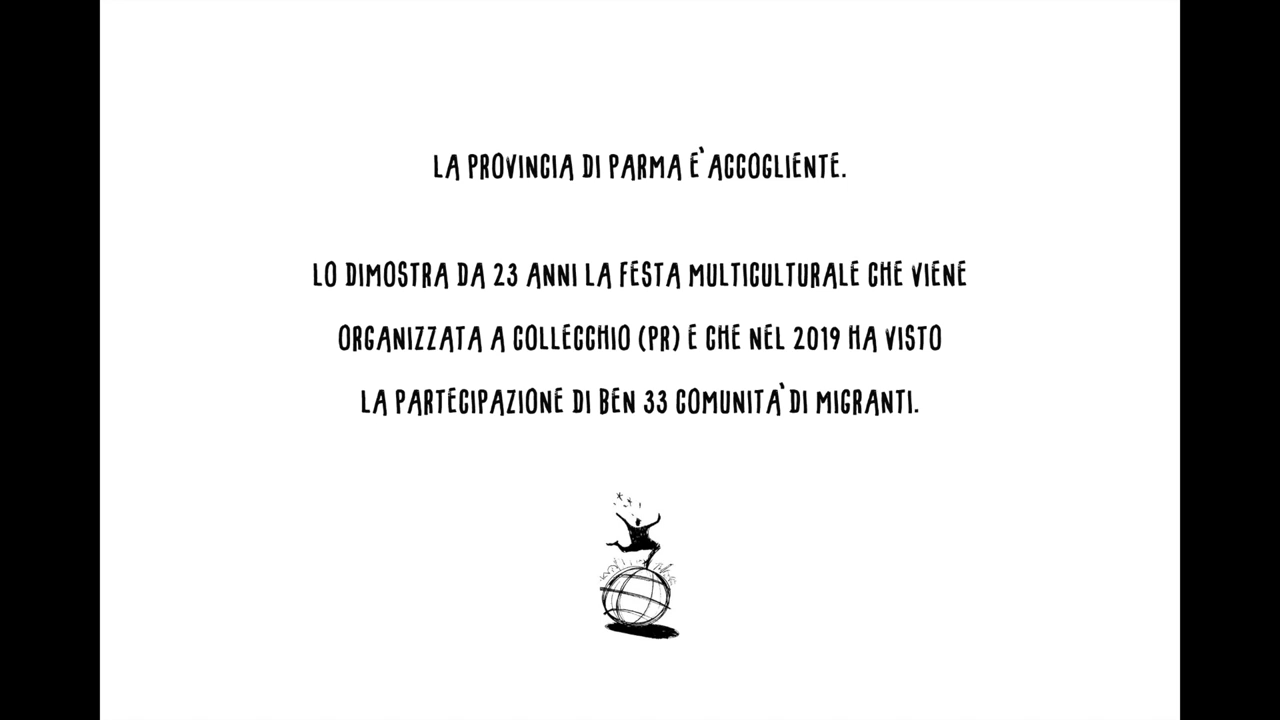 LA PROVINCIA DI PARMA E' ACCOGLIENTE.
LO DIMOSTRA DA 23 ANNI LA FESTA MULTICULTURALE CHE VIENE
ORGANIZZATA A COLLECCHIO (PR) E CHE NEL 2019 HA VISTO
LA PARTECIPAZIONE DI BEN 33 COMUNITA' DI MIGRANTI.